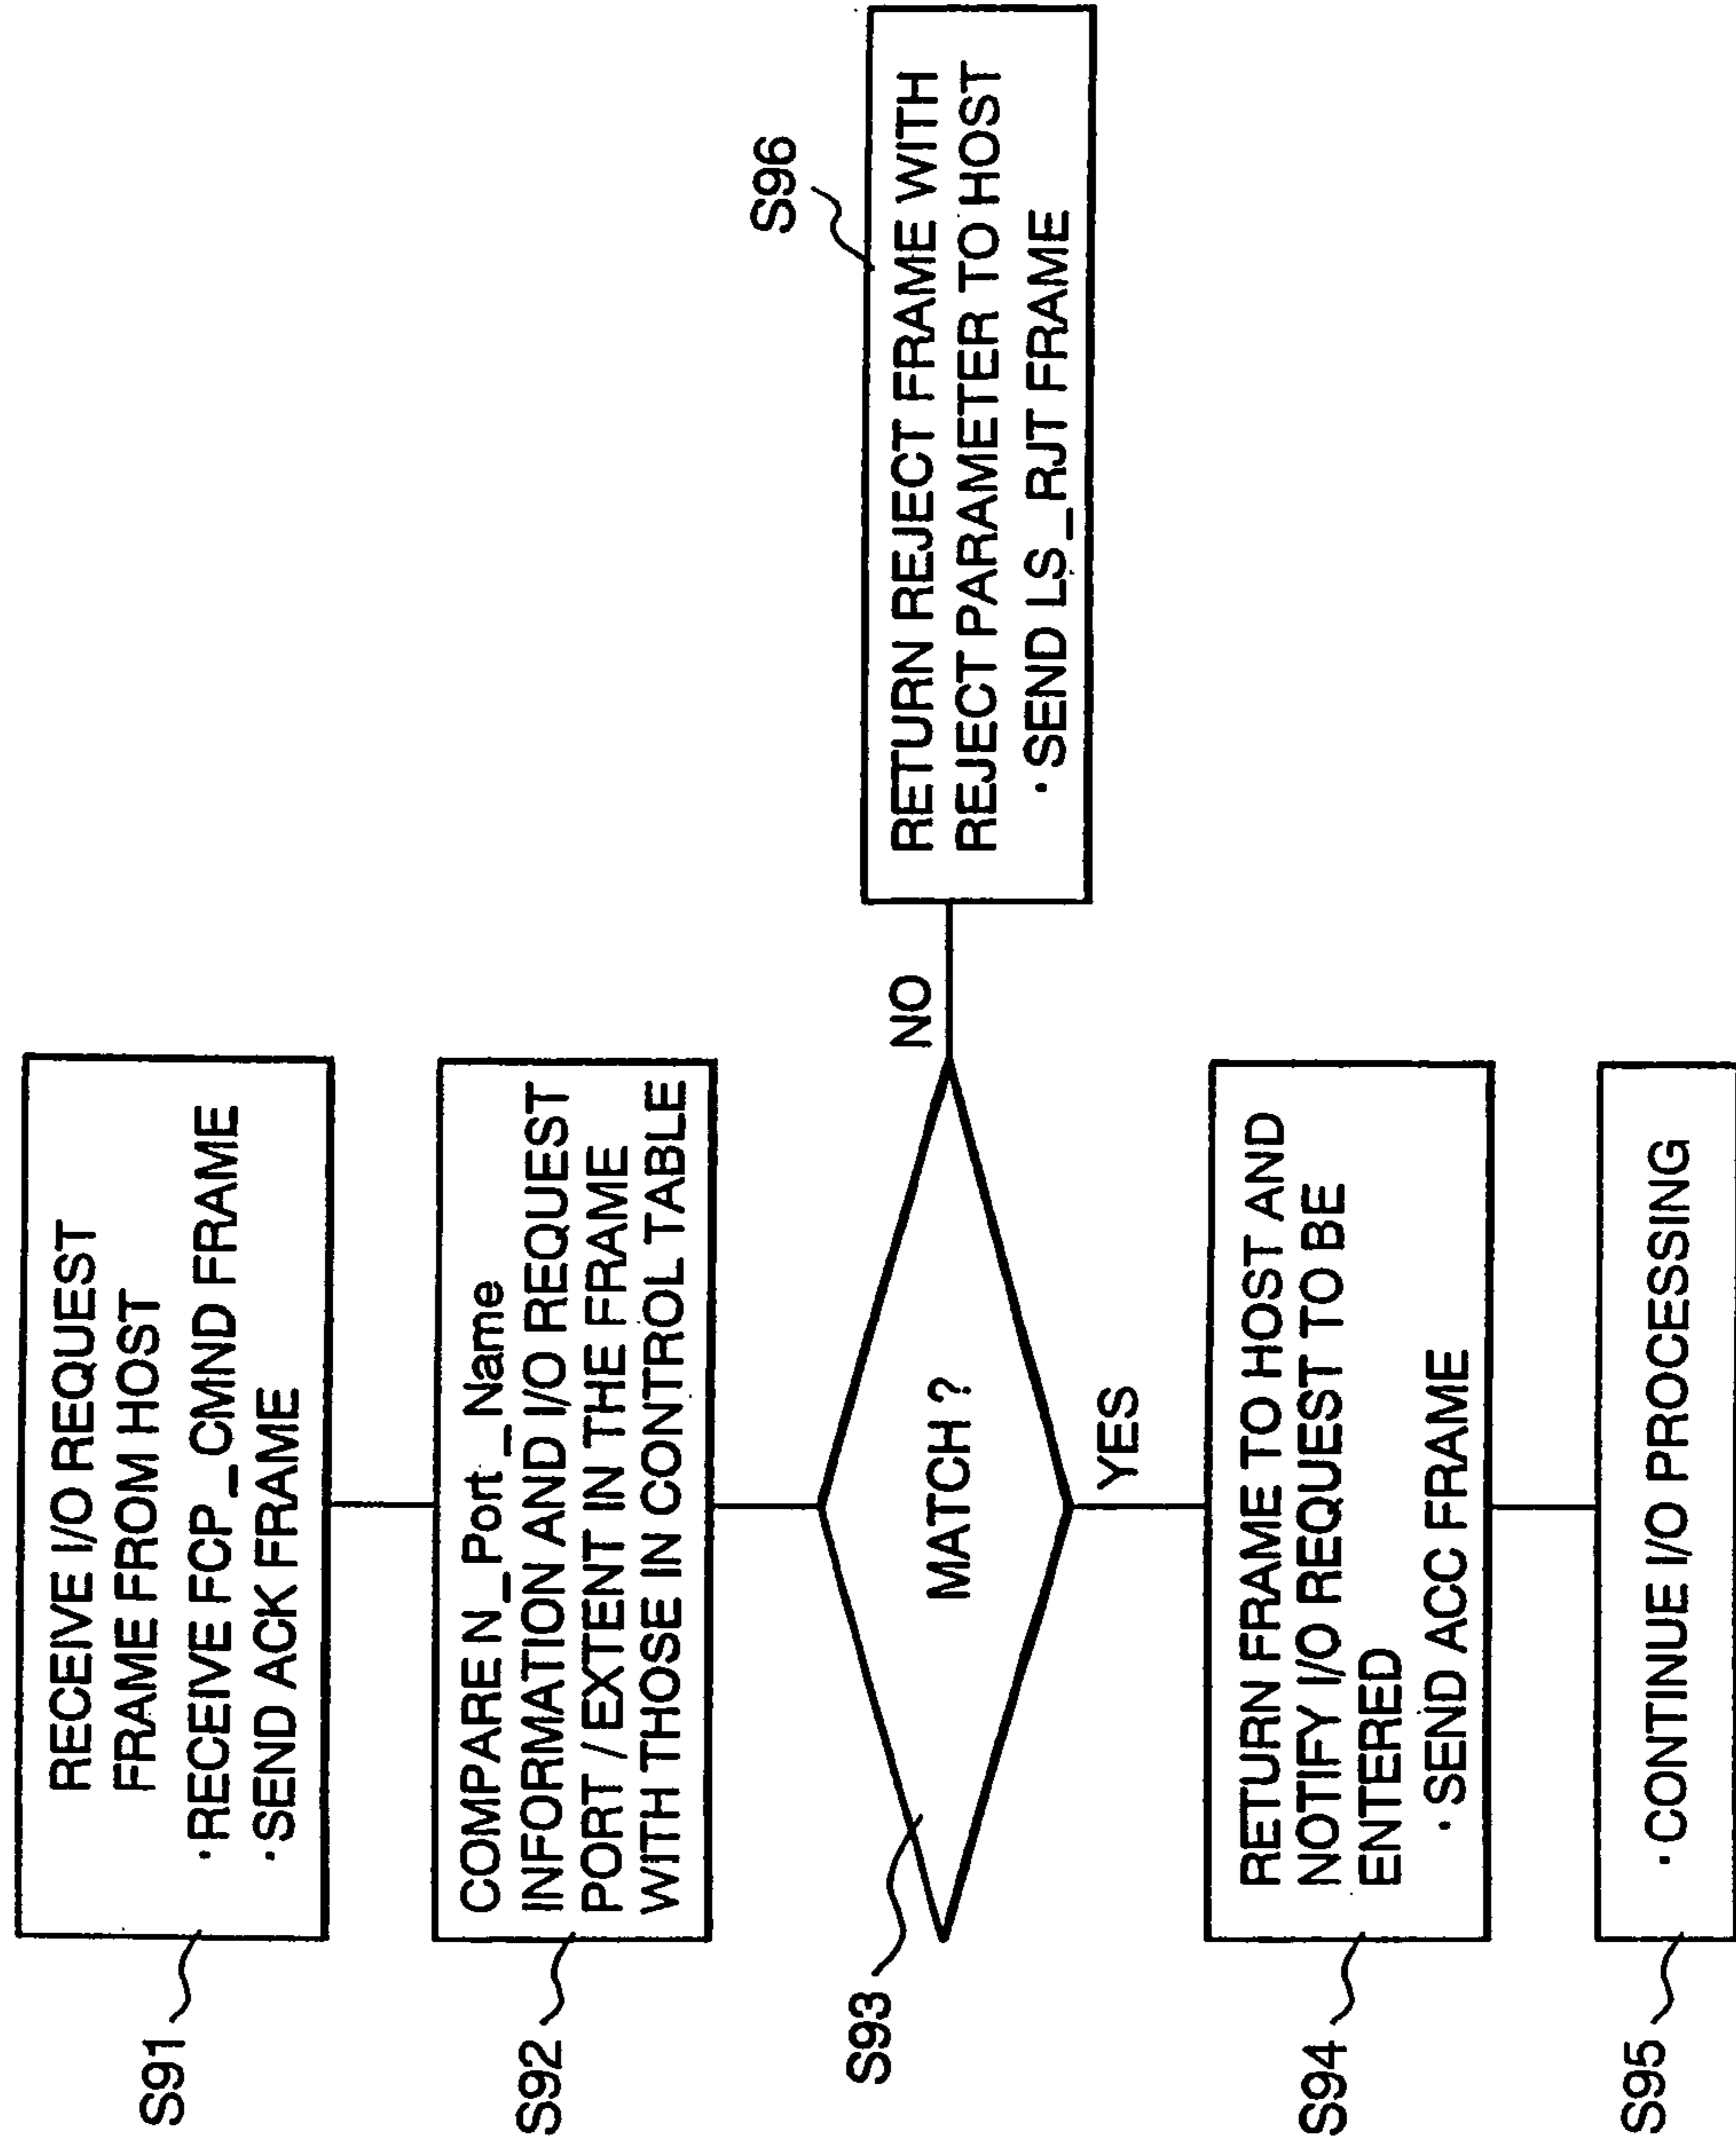 S91
RECEIVE I/O REQUEST
FRAME FROM HOST
·RECEIVE FCP_CMND FRAME
·SEND ACK FRAME
S92
COMPARE N_Port_Name
INFORMATION AND I/O REQUEST
PORT / EXTENT IN THE FRAME
WITH THOSE IN CONTROL TABLE
S93
MATCH ?
NO
S96
RETURN REJECT FRAME WITH
REJECT PARAMETER TO HOST
·SEND LS_RJT FRAME
YES
S94
RETURN FRAME TO HOST AND
NOTIFY I/O REQUEST TO BE
ENTERED
·SEND ACC FRAME
S95
·CONTINUE I/O PROCESSING